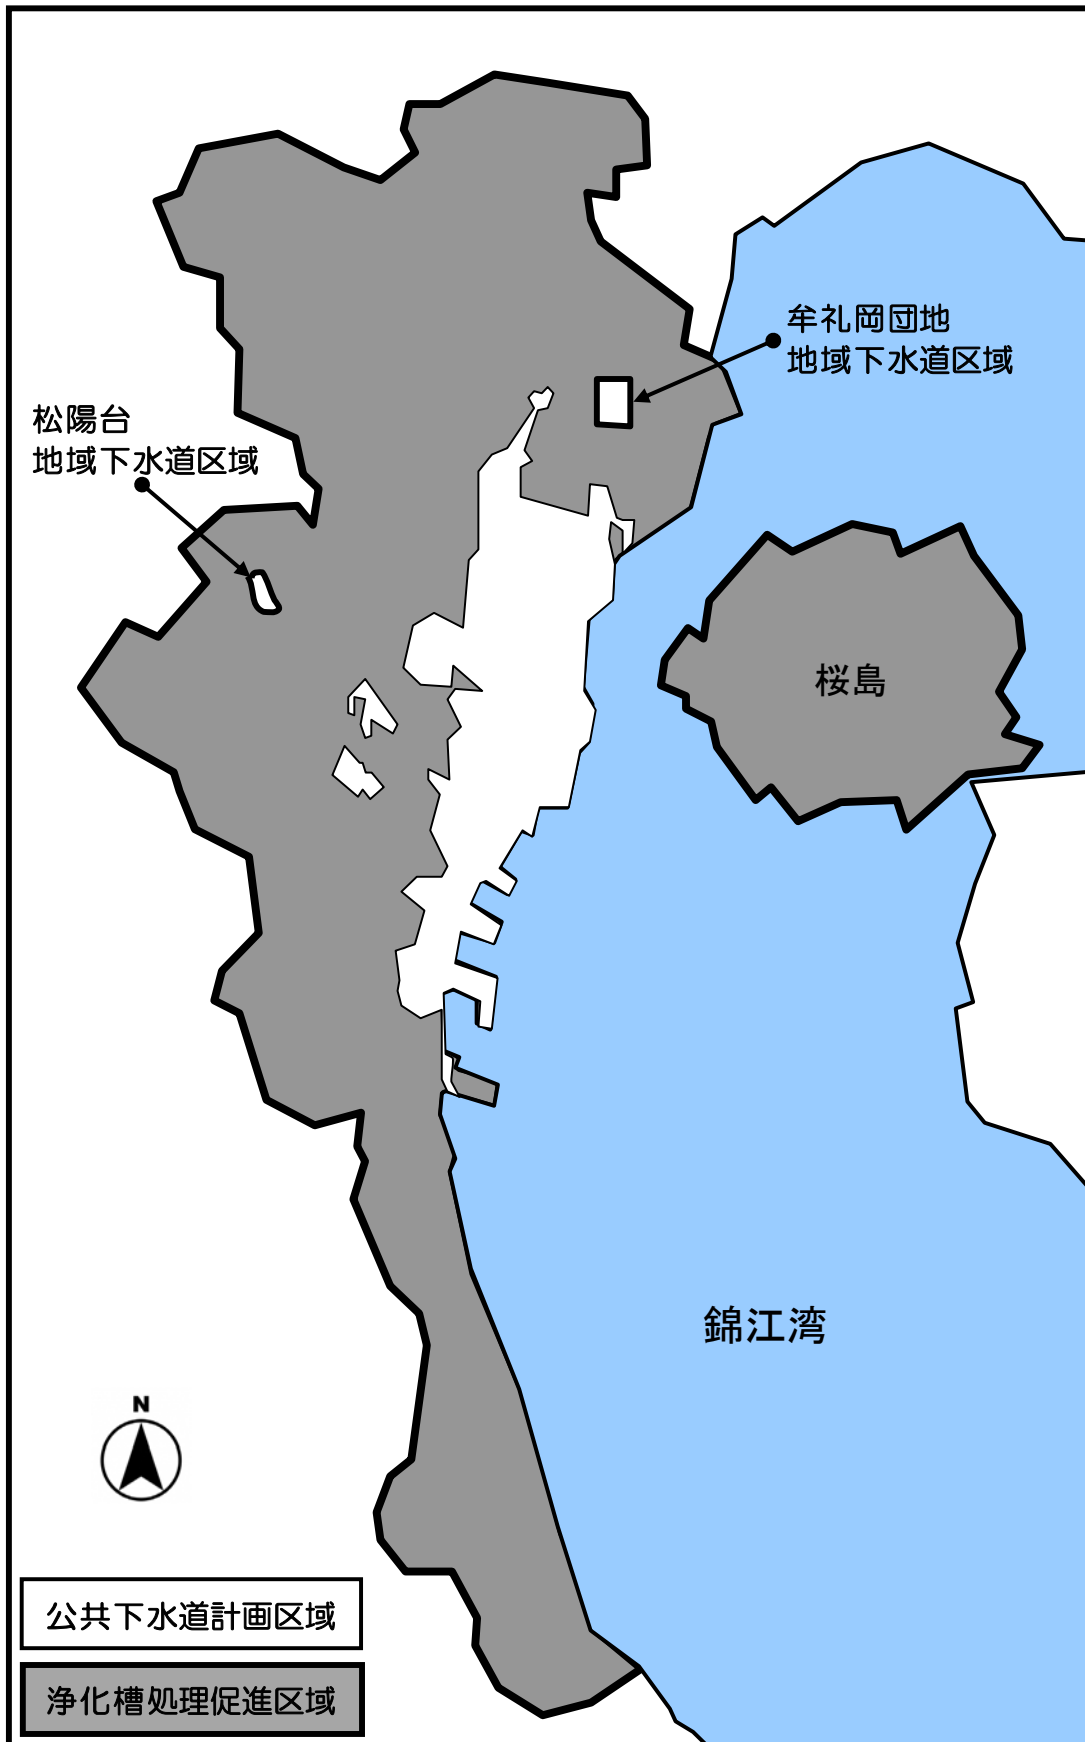 牟礼岡団地
地域下水道区域
松陽台
地域下水道区域
桜島
錦江湾
N
公共下水道計画区域
浄化槽処理促進区域